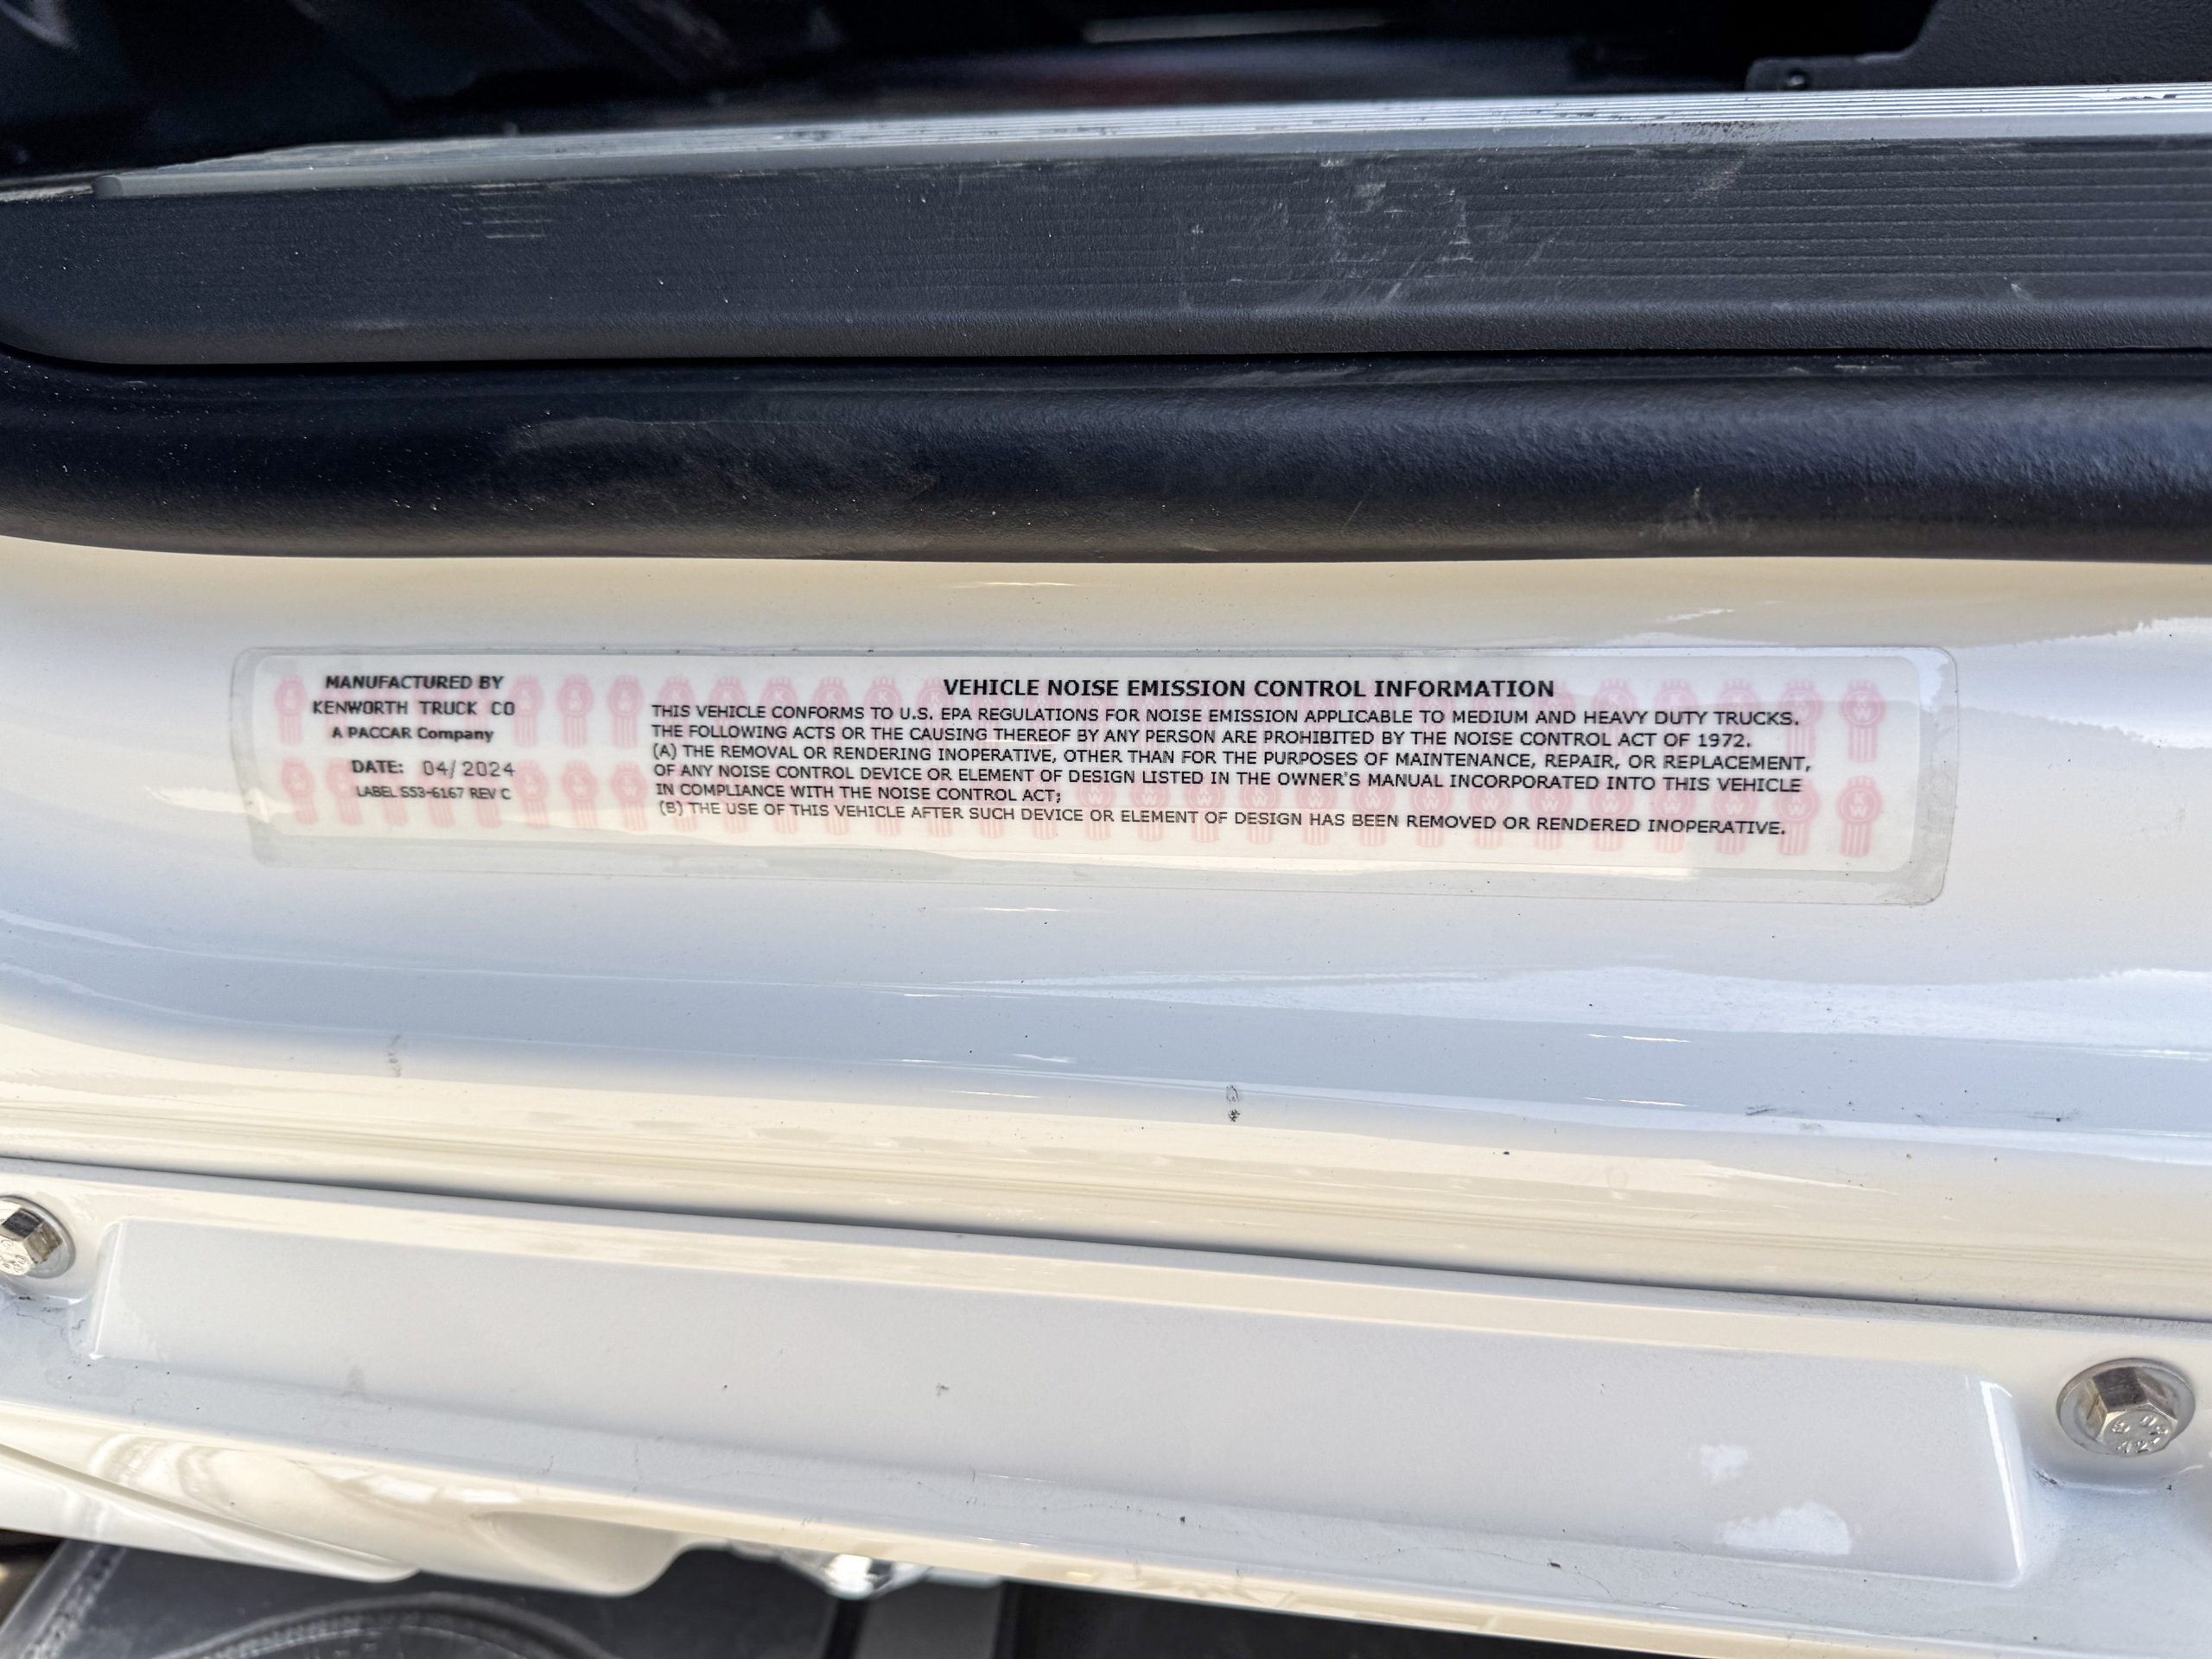 MANUFACTURED BY
KENWORTH TRUCK CO
A PACCAR Company
DATE: 04/2024
LABEL S53-6167 REV C
VEHICLE NOISE EMISSION CONTROL INFORMATION
THIS VEHICLE CONFORMS TO U.S. EPA REGULATIONS FOR NOISE EMISSION APPLICABLE TO MEDIUM AND HEAVY DUTY TRUCKS.
THE FOLLOWING ACTS OR THE CAUSING THEREOF BY ANY PERSON ARE PROHIBITED BY THE NOISE CONTROL ACT OF 1972.
(A) THE REMOVAL OR RENDERING INOPERATIVE, OTHER THAN FOR THE PURPOSES OF MAINTENANCE, REPAIR, OR REPLACEMENT,
OF ANY NOISE CONTROL DEVICE OR ELEMENT OF DESIGN LISTED IN THE OWNER'S MANUAL INCORPORATED INTO THIS VEHICLE
IN COMPLIANCE WITH THE NOISE CONTROL ACT;
(B) THE USE OF THIS VEHICLE AFTER SUCH DEVICE OR ELEMENT OF DESIGN HAS BEEN REMOVED OR RENDERED INOPERATIVE.